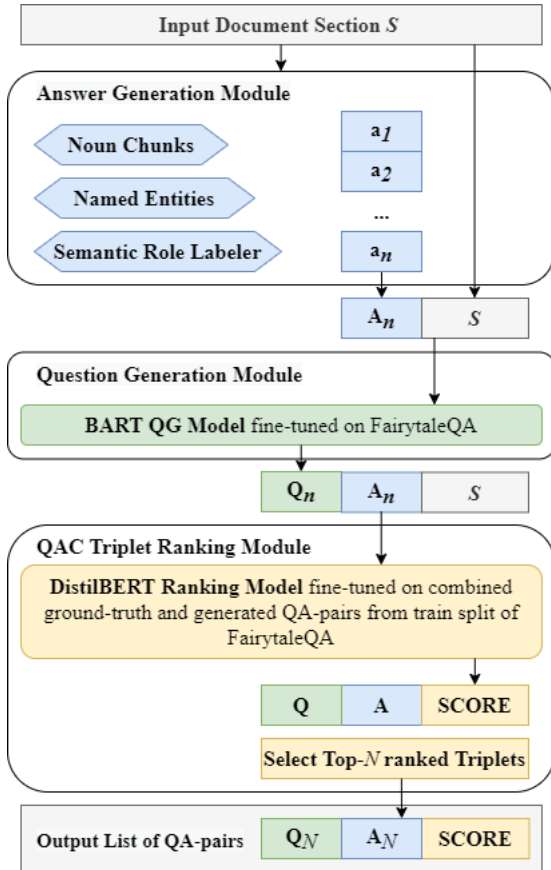 Input Document Section S
Answer Generation Module
Noun Chunks
a1
a2
Named Entities
...
Semantic Role Labeler
an
An S
Question Generation Module
BART QG Model fine-tuned on FairytaleQA
Qn An S
QAC Triplet Ranking Module
DistilBERT Ranking Model fine-tuned on combined
ground-truth and generated QA-pairs from train split of
FairytaleQA
Q A SCORE
Select Top-N ranked Triplets
Output List of QA-pairs QN AN SCORE